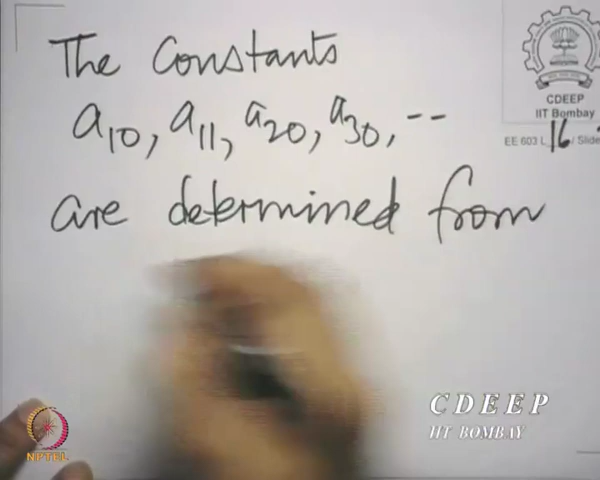 The Constants
a10, a11, a20, a30, --
are determined from
CDEEP
IIT Bombay
EE 603 L 16 / Slide
CDEEP
IIT BOMBAY
NPTEL